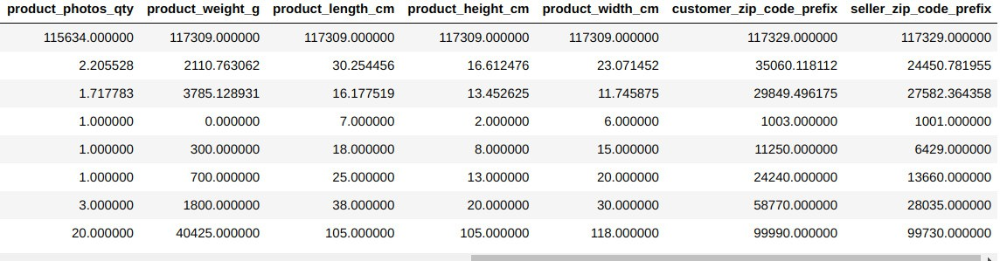 product_photos_qty product_weight_g product_length_cm product_height_cm product_width_cm customer_zip_code_prefix seller_zip_code_prefix
115634.000000 117309.000000 117309.000000 117309.000000 117309.000000 117329.000000 117329.000000
2.205528 2110.763062 30.254456 16.612476 23.071452 35060.118112 24450.781955
1.717783 3785.128931 16.177519 13.452625 11.745875 29849.496175 27582.364358
1.000000 0.000000 7.000000 2.000000 6.000000 1003.000000 1001.000000
1.000000 300.000000 18.000000 8.000000 15.000000 11250.000000 6429.000000
1.000000 700.000000 25.000000 13.000000 20.000000 24240.000000 13660.000000
3.000000 1800.000000 38.000000 20.000000 30.000000 58770.000000 28035.000000
20.000000 40425.000000 105.000000 105.000000 118.000000 99990.000000 99730.000000